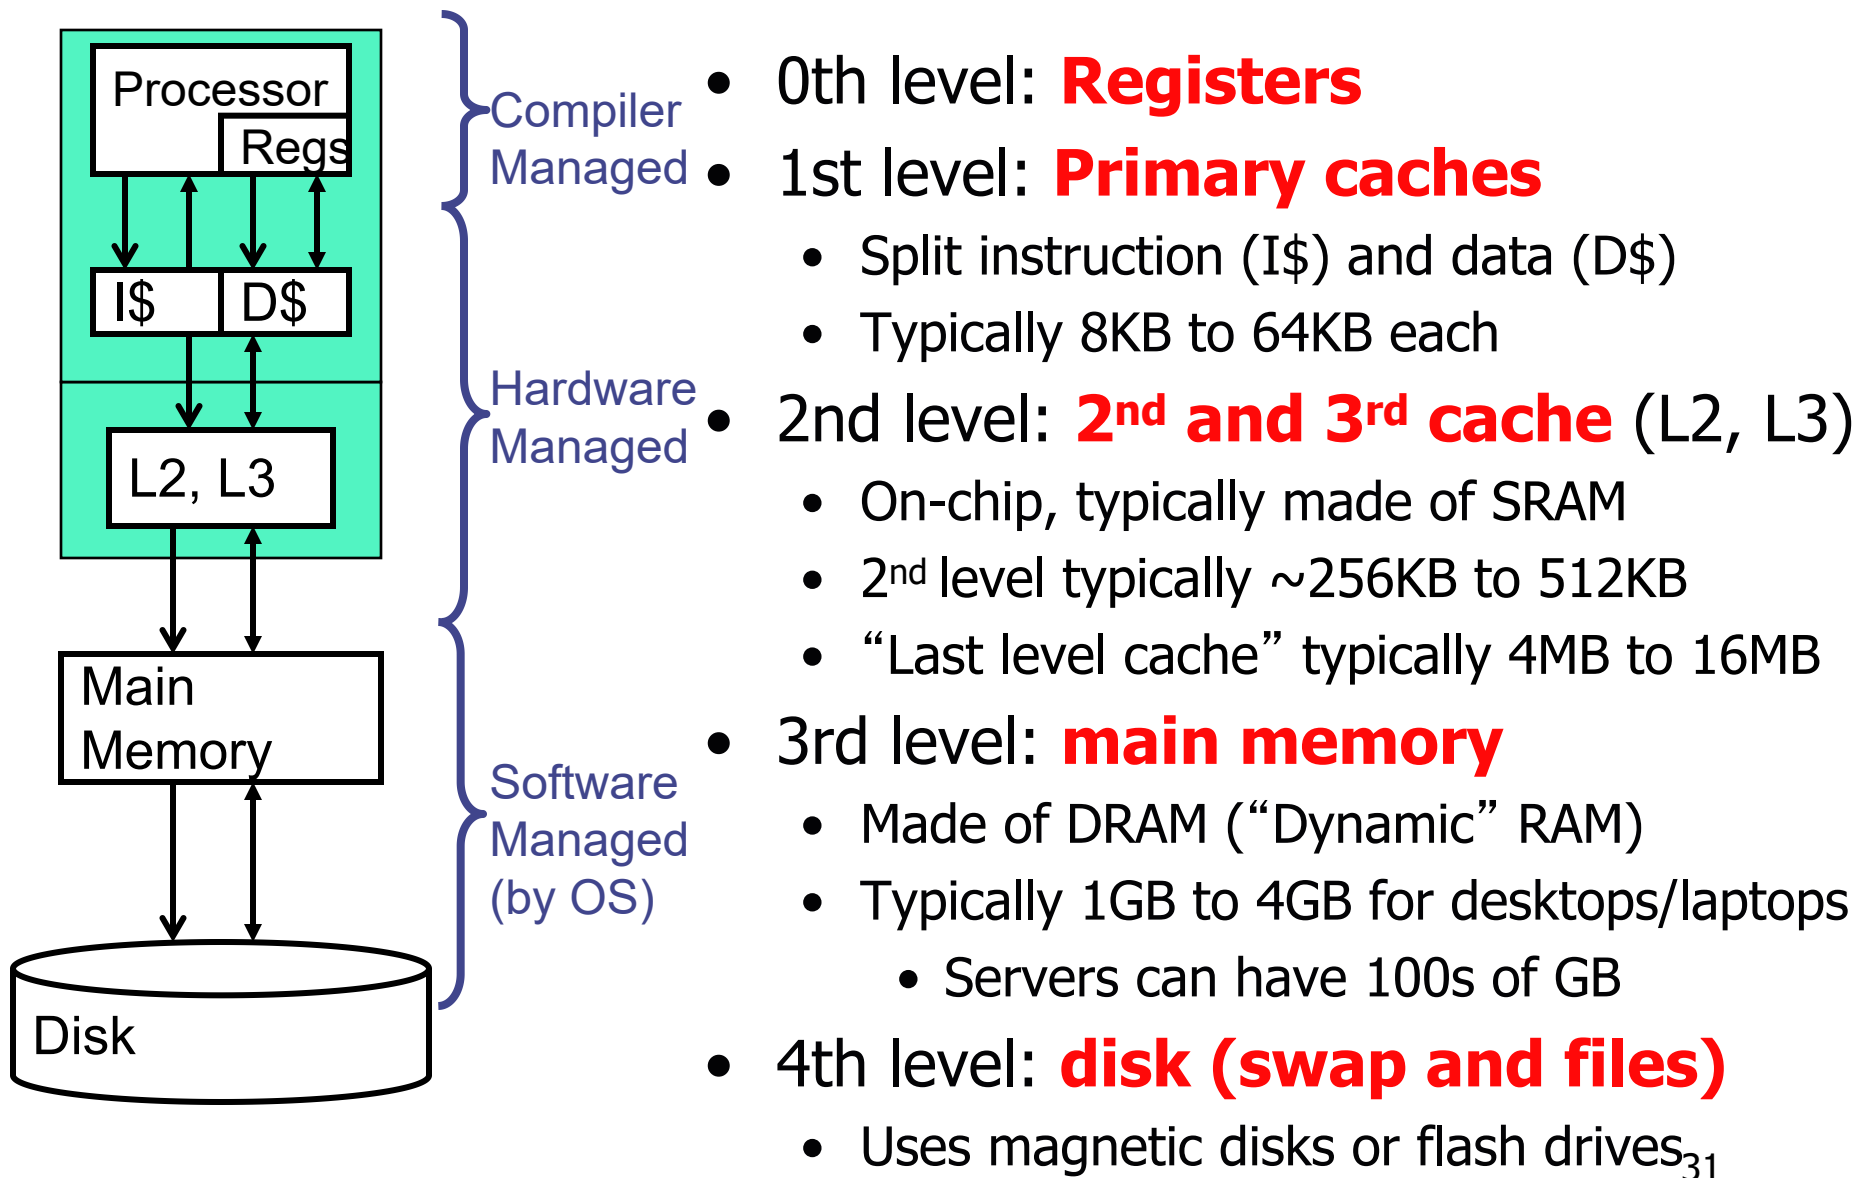 Processor
Regs
I$
D$
L2, L3
Main
Memory
Disk
Compiler
Managed
Hardware
Managed
Software
Managed
(by OS)
• 0th level: Registers
• 1st level: Primary caches
• Split instruction (I$) and data (D$)
• Typically 8KB to 64KB each
• 2nd level: 2nd and 3rd cache (L2, L3)
• On-chip, typically made of SRAM
• 2nd level typically ~256KB to 512KB
• “Last level cache” typically 4MB to 16MB
• 3rd level: main memory
• Made of DRAM (“Dynamic” RAM)
• Typically 1GB to 4GB for desktops/laptops
• Servers can have 100s of GB
• 4th level: disk (swap and files)
• Uses magnetic disks or flash drives
31